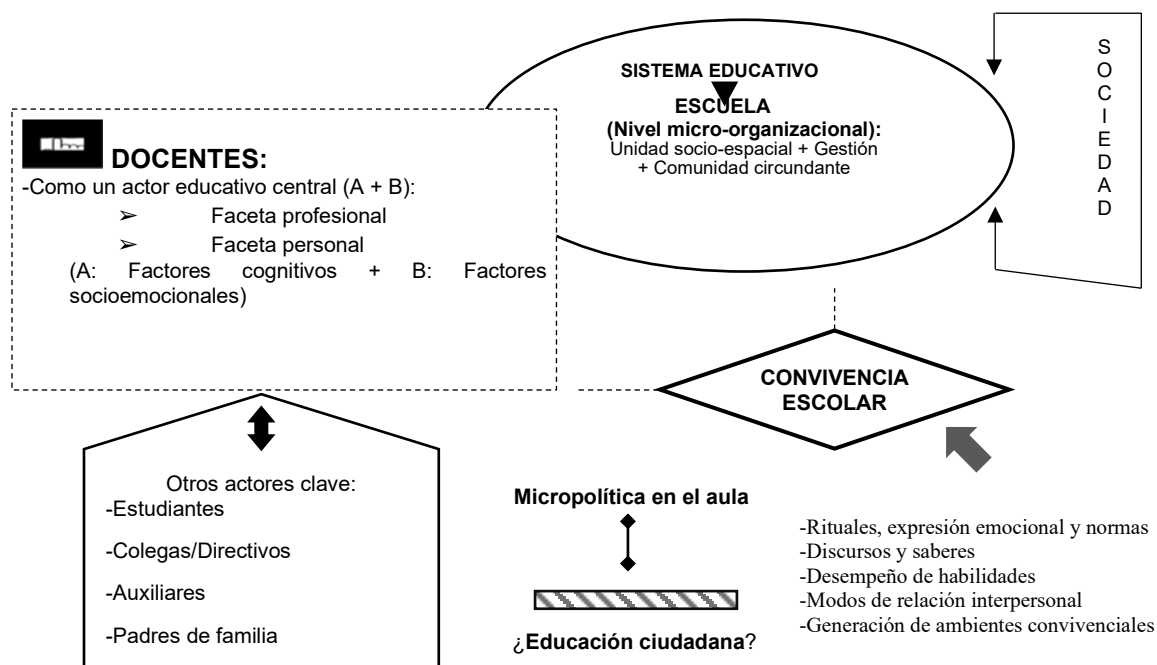 SISTEMA EDUCATIVO
ESCUELA
(Nivel micro-organizacional):
Unidad socio-espacial + Gestión
+ Comunidad circundante
SOCIEDAD
DOCENTES:
-Como un actor educativo central (A + B):
➢ Faceta profesional
➢ Faceta personal
(A: Factores cognitivos + B: Factores
socioemocionales)
CONVIVENCIA
ESCOLAR
Otros actores clave:
-Estudiantes
-Colegas/Directivos
-Auxiliares
-Padres de familia
Micropolítica en el aula
¿Educación ciudadana?
-Rituales, expresión emocional y normas
-Discursos y saberes
-Desempeño de habilidades
-Modos de relación interpersonal
-Generación de ambientes convivenciales